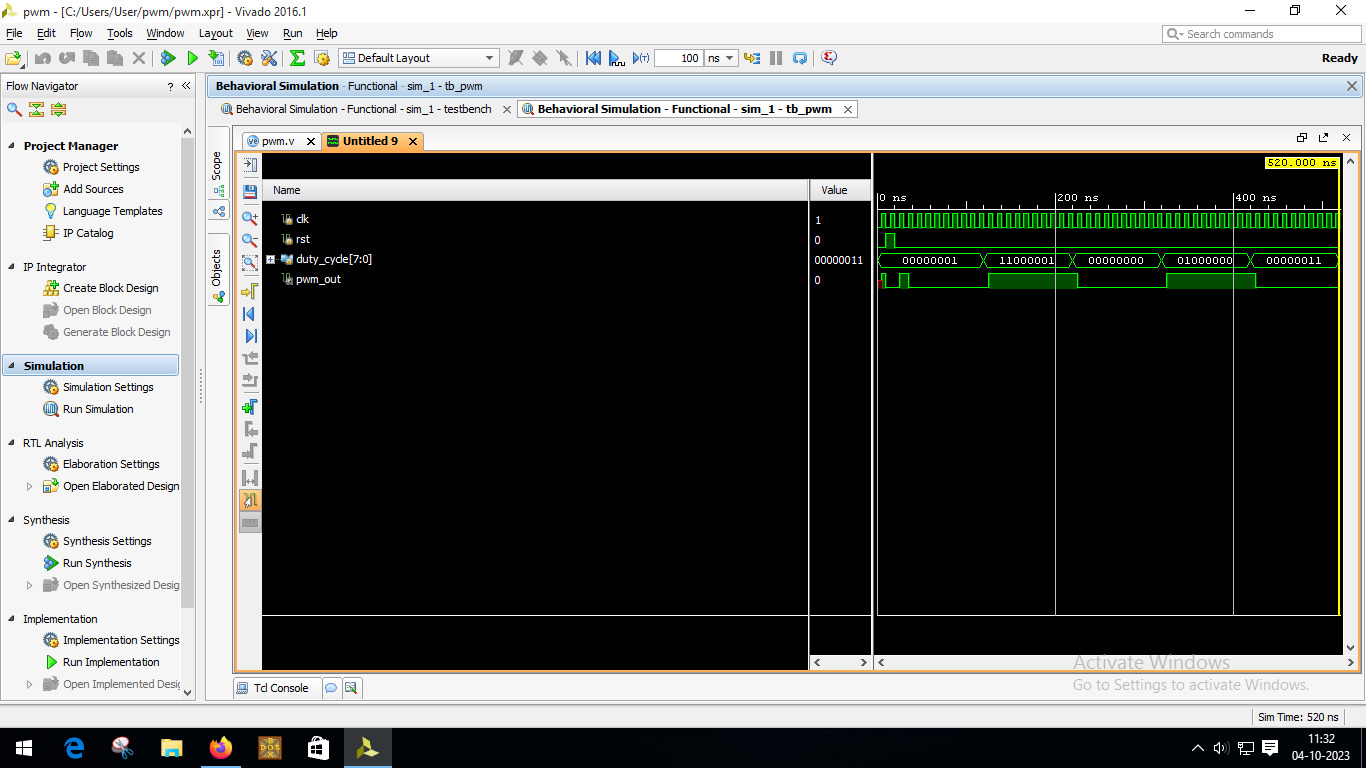 pwm - [C:/Users/User/pwm/pwm.xpr] - Vivado 2016.1
File Edit Flow Tools Window Layout View Run Help
Search commands
Default Layout
100 ns
Ready
Flow Navigator
? «
Project Manager
Project Settings
Add Sources
Language Templates
IP Catalog
IP Integrator
Create Block Design
Open Block Design
Generate Block Design
Simulation
Simulation Settings
Run Simulation
RTL Analysis
Elaboration Settings
Open Elaborated Design
Synthesis
Synthesis Settings
Run Synthesis
Open Synthesized Desig
Implementation
Implementation Settings
Run Implementation
Open Implemented Desig
Behavioral Simulation - Functional - sim_1 - tb_pwm
Behavioral Simulation - Functional - sim_1 - testbench
Behavioral Simulation - Functional - sim_1 - tb_pwm
Scope
Objects
pwm.v
Untitled 9
Name Value
clk 1
rst 0
duty_cycle[7:0] 00000011
pwm_out 0
520.000 ns
0 ns 200 ns 400 ns
00000001 11000001 00000000 01000000 00000011
Tcl Console
Activate Windows
Go to Settings to activate Windows.
Sim Time: 520 ns
11:32
04-10-2023